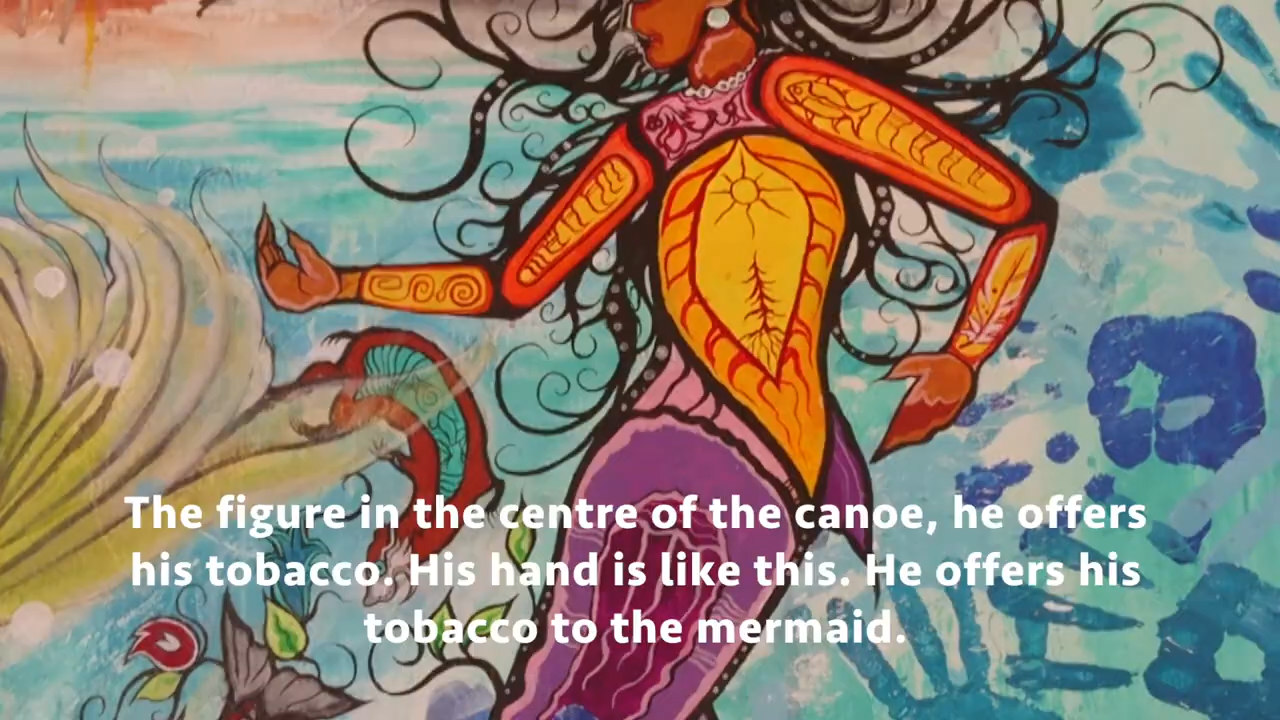 The figure in the centre of the canoe, he offers
his tobacco. His hand is like this. He offers his
tobacco to the mermaid.